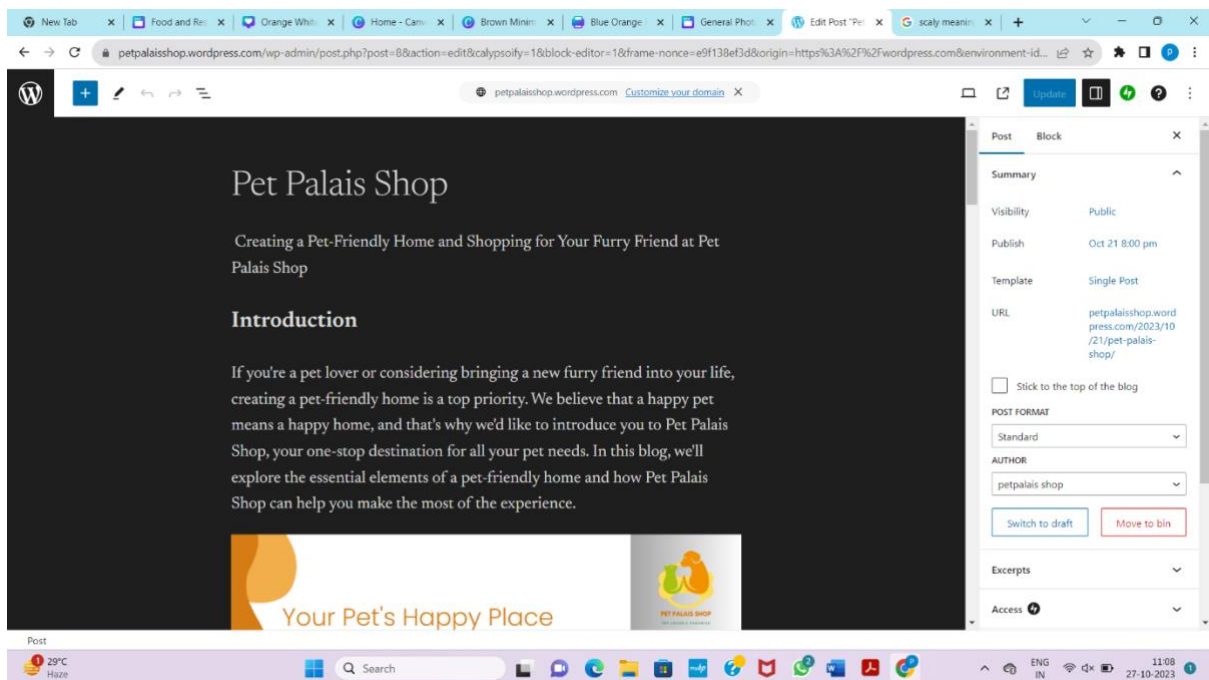 New Tab
Food and Re
Orange Whit
Home - Canv
Brown Minim
Blue Orange
General Phot
Edit Post "Pe
scaly meanin
petpalaisshop.wordpress.com/wp-admin/post.php?post=8&action=edit&calypsoify=1&block-editor=1&frame-nonce=e9f138ef3d&origin=https%3A%2F%2Fwordpress.com&environment-id...
petpalaisshop.wordpress.com Customize your domain
Update
Pet Palais Shop
Creating a Pet-Friendly Home and Shopping for Your Furry Friend at Pet
Palais Shop
Introduction
If you're a pet lover or considering bringing a new furry friend into your life,
creating a pet-friendly home is a top priority. We believe that a happy pet
means a happy home, and that's why we'd like to introduce you to Pet Palais
Shop, your one-stop destination for all your pet needs. In this blog, we'll
explore the essential elements of a pet-friendly home and how Pet Palais
Shop can help you make the most of the experience.
Your Pet's Happy Place
PET PALAIS SHOP
Post Block
Summary
Visibility Public
Publish Oct 21 8:00 pm
Template Single Post
URL petpalaisshop.word
press.com/2023/10
/21/pet-palais-
shop/
Stick to the top of the blog
POST FORMAT
Standard
AUTHOR
petpalais shop
Switch to draft Move to bin
Excerpts
Access
Post
29°C
Haze
Search
ENG
IN
11:08
27-10-2023